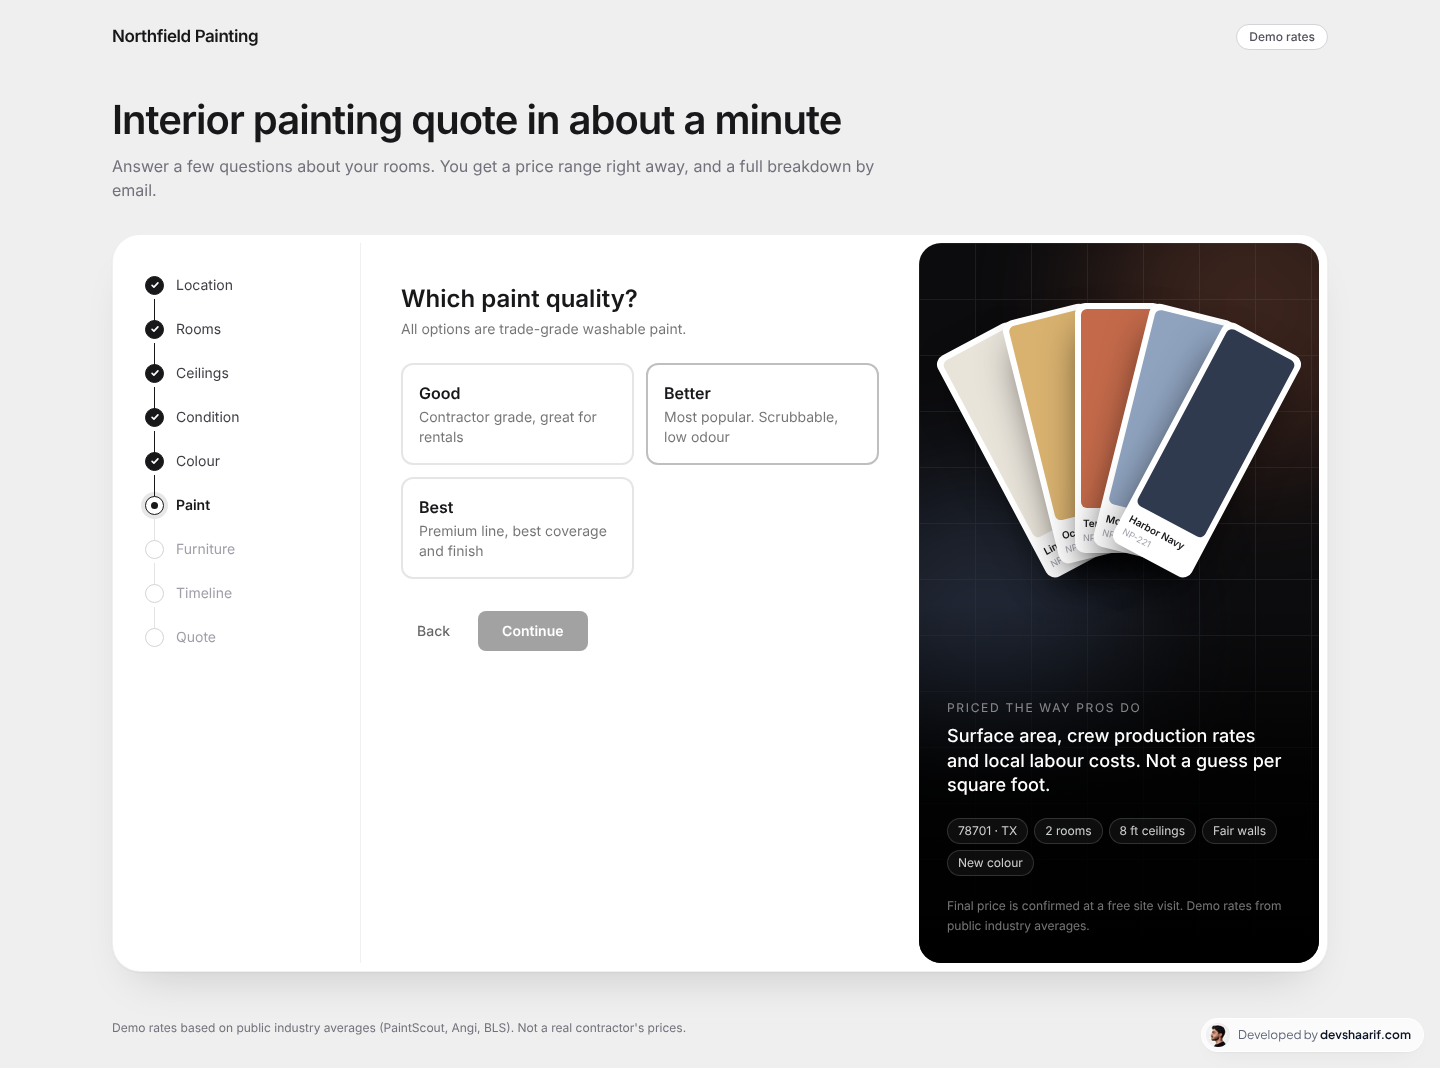 Northfield Painting
Demo rates
Interior painting quote in about a minute
Answer a few questions about your rooms. You get a price range right away, and a full breakdown by
email.
Location
Rooms
Ceilings
Condition
Colour
Paint
Furniture
Timeline
Quote
Which paint quality?
All options are trade-grade washable paint.
Good
Contractor grade, great for
rentals
Better
Most popular. Scrubbable,
low odour
Best
Premium line, best coverage
and finish
Back
Continue
Harbor Navy
NP-221
PRICED THE WAY PROS DO
Surface area, crew production rates
and local labour costs. Not a guess per
square foot.
78701 · TX
2 rooms
8 ft ceilings
Fair walls
New colour
Final price is confirmed at a free site visit. Demo rates from
public industry averages.
Demo rates based on public industry averages (PaintScout, Angi, BLS). Not a real contractor's prices.
Developed by devshaarif.com